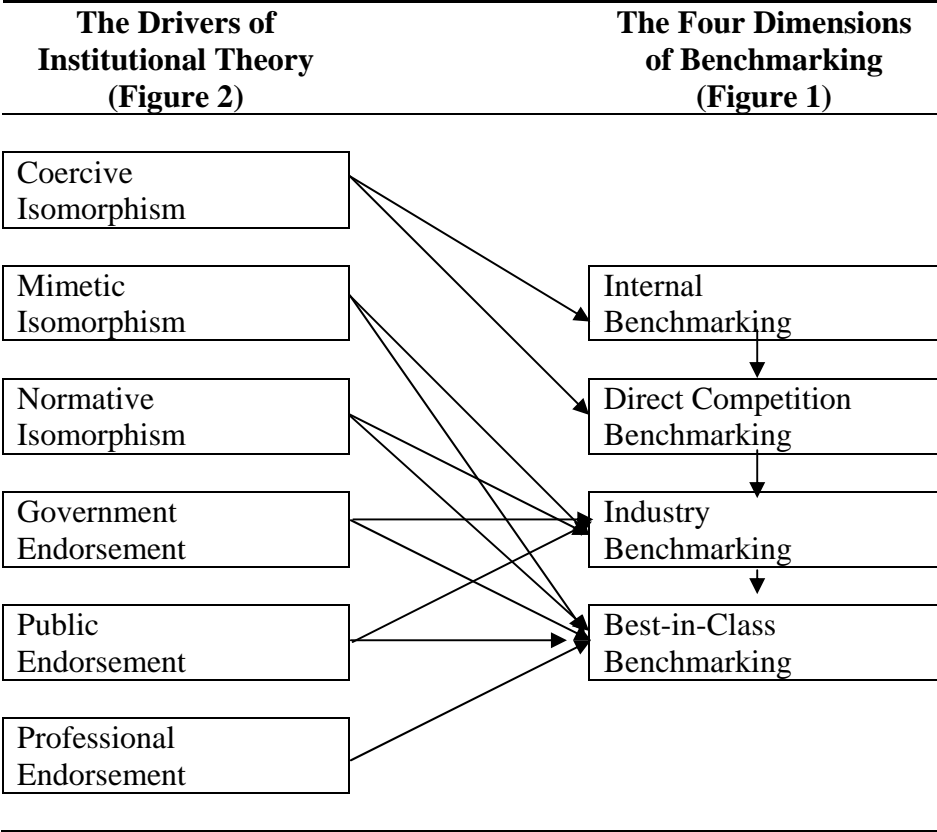 The Drivers of
Institutional Theory
(Figure 2)
The Four Dimensions
of Benchmarking
(Figure 1)
Coercive
Isomorphism
Mimetic
Isomorphism
Normative
Isomorphism
Government
Endorsement
Public
Endorsement
Professional
Endorsement
Internal
Benchmarking
Direct Competition
Benchmarking
Industry
Benchmarking
Best-in-Class
Benchmarking